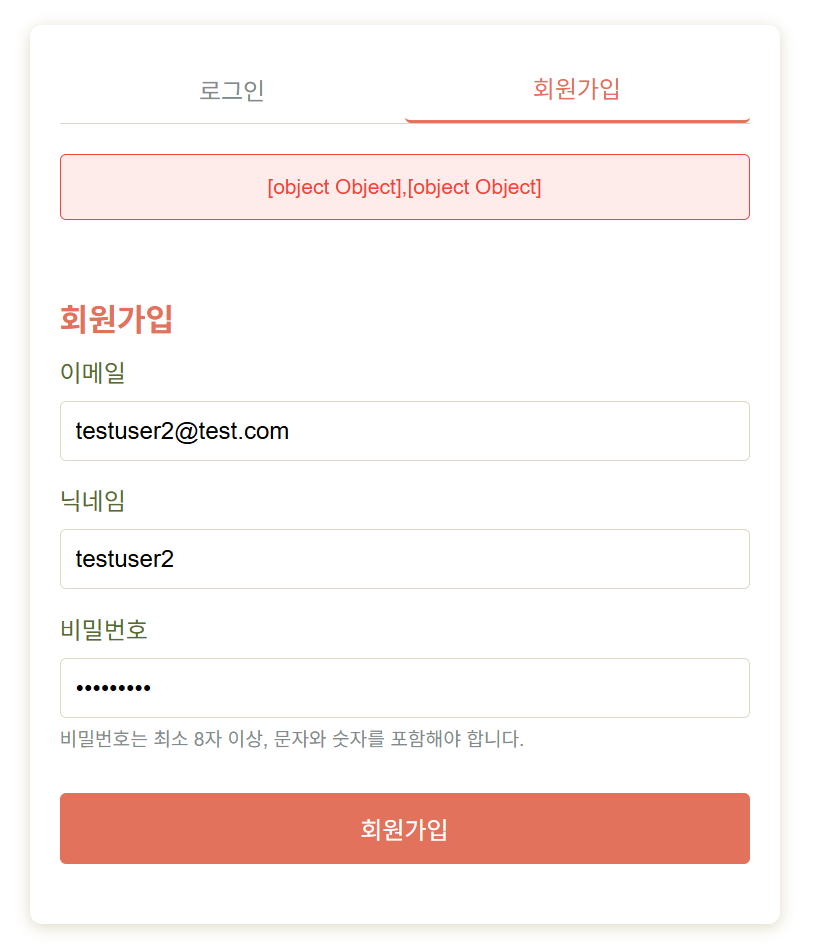 로그인
회원가입
[object Object],[object Object]
회원가입
이메일
testuser2@test.com
닉네임
testuser2
비밀번호
•••••••••
비밀번호는 최소 8자 이상, 문자와 숫자를 포함해야 합니다.
회원가입